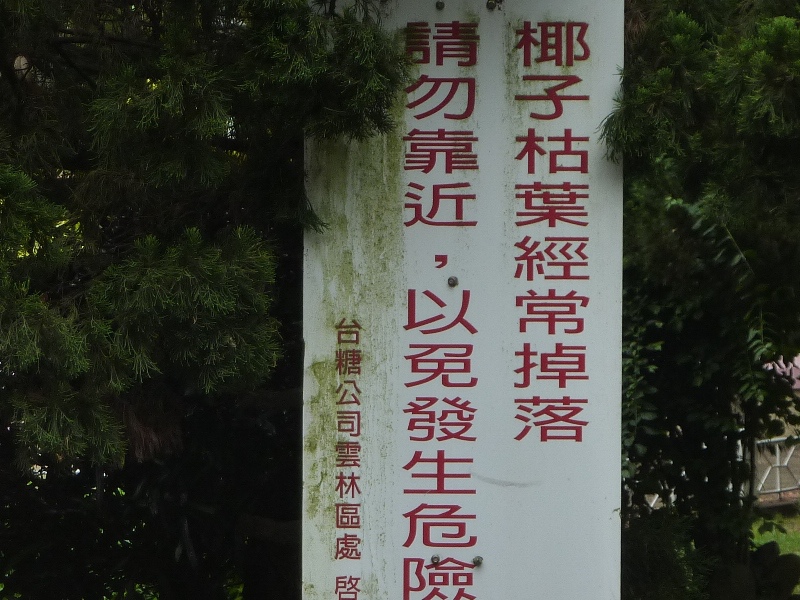 椰子枯葉經常掉落
請勿靠近，以免發生危險
台糖公司雲林區處 啓